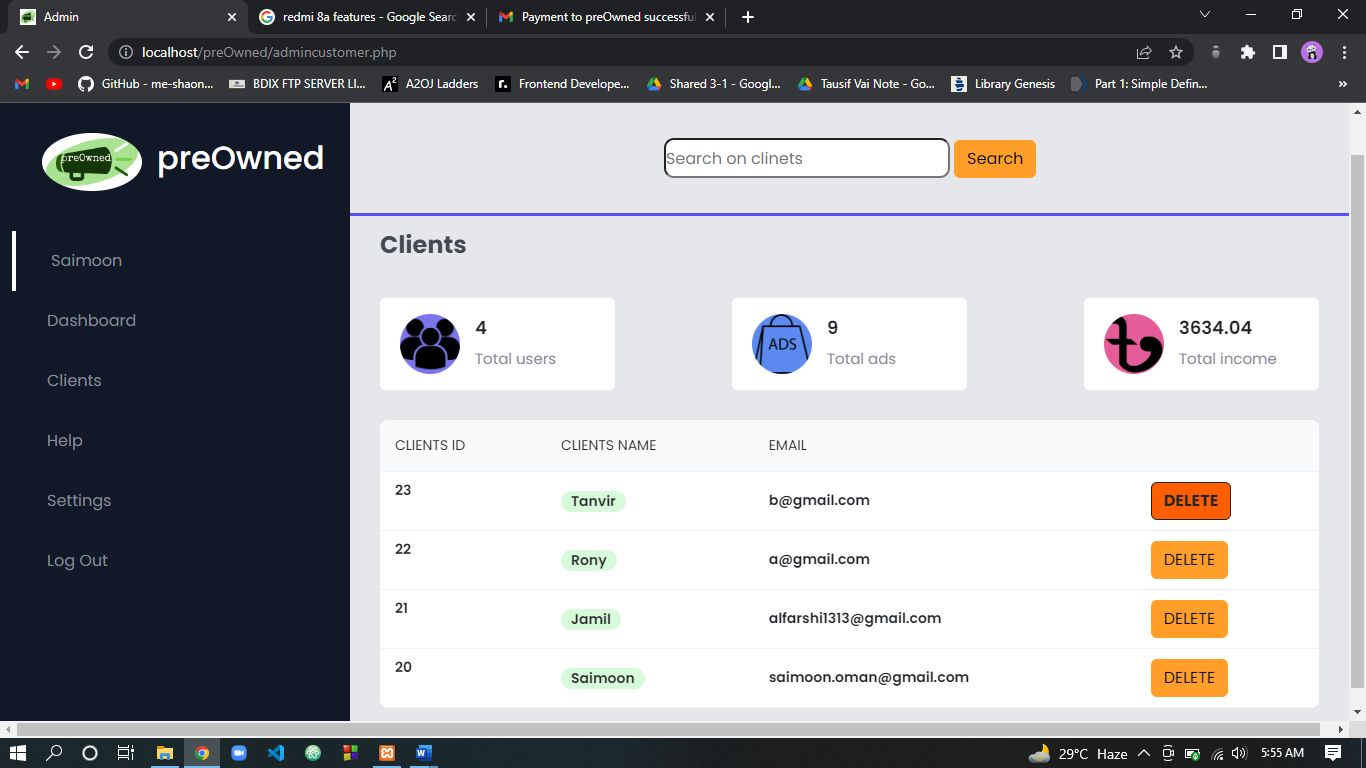 Admin
redmi 8a features - Google Searc
Payment to preOwned successful
localhost/preOwned/admincustomer.php
GitHub - me-shaon...
BDIX FTP SERVER LI...
A2OJ Ladders
Frontend Develope...
Shared 3-1 - Googl...
Tausif Vai Note - Go...
Library Genesis
Part 1: Simple Defin...
»
preOwned
preOwned
Search on clinets
Search
Saimoon
Dashboard
Clients
Help
Settings
Log Out
Clients
4
Total users
ADS
9
Total ads
3634.04
Total income
CLIENTS ID CLIENTS NAME EMAIL
23 Tanvir b@gmail.com DELETE
22 Rony a@gmail.com DELETE
21 Jamil alfarshi1313@gmail.com DELETE
20 Saimoon saimoon.oman@gmail.com DELETE
29°C Haze 5:55 AM